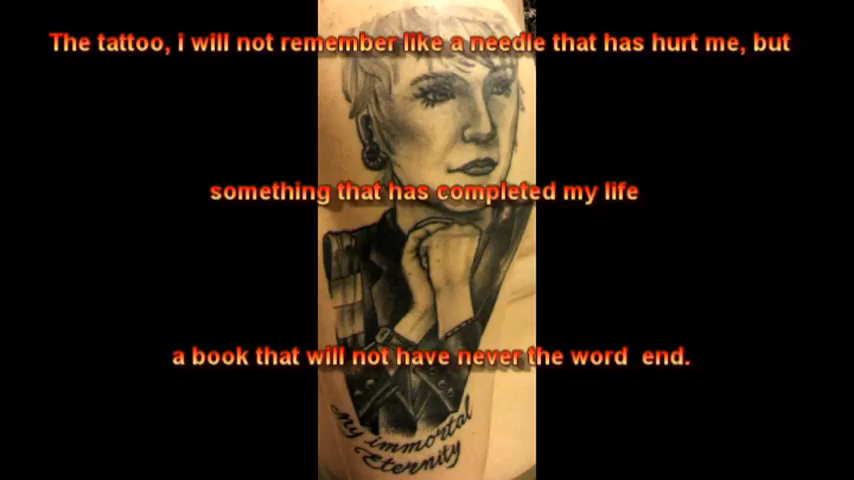 The tattoo, i will not remember like a needle that has hurt me, but
something that has completed my life
a book that will not have never the word end.
My immortal
Eternity